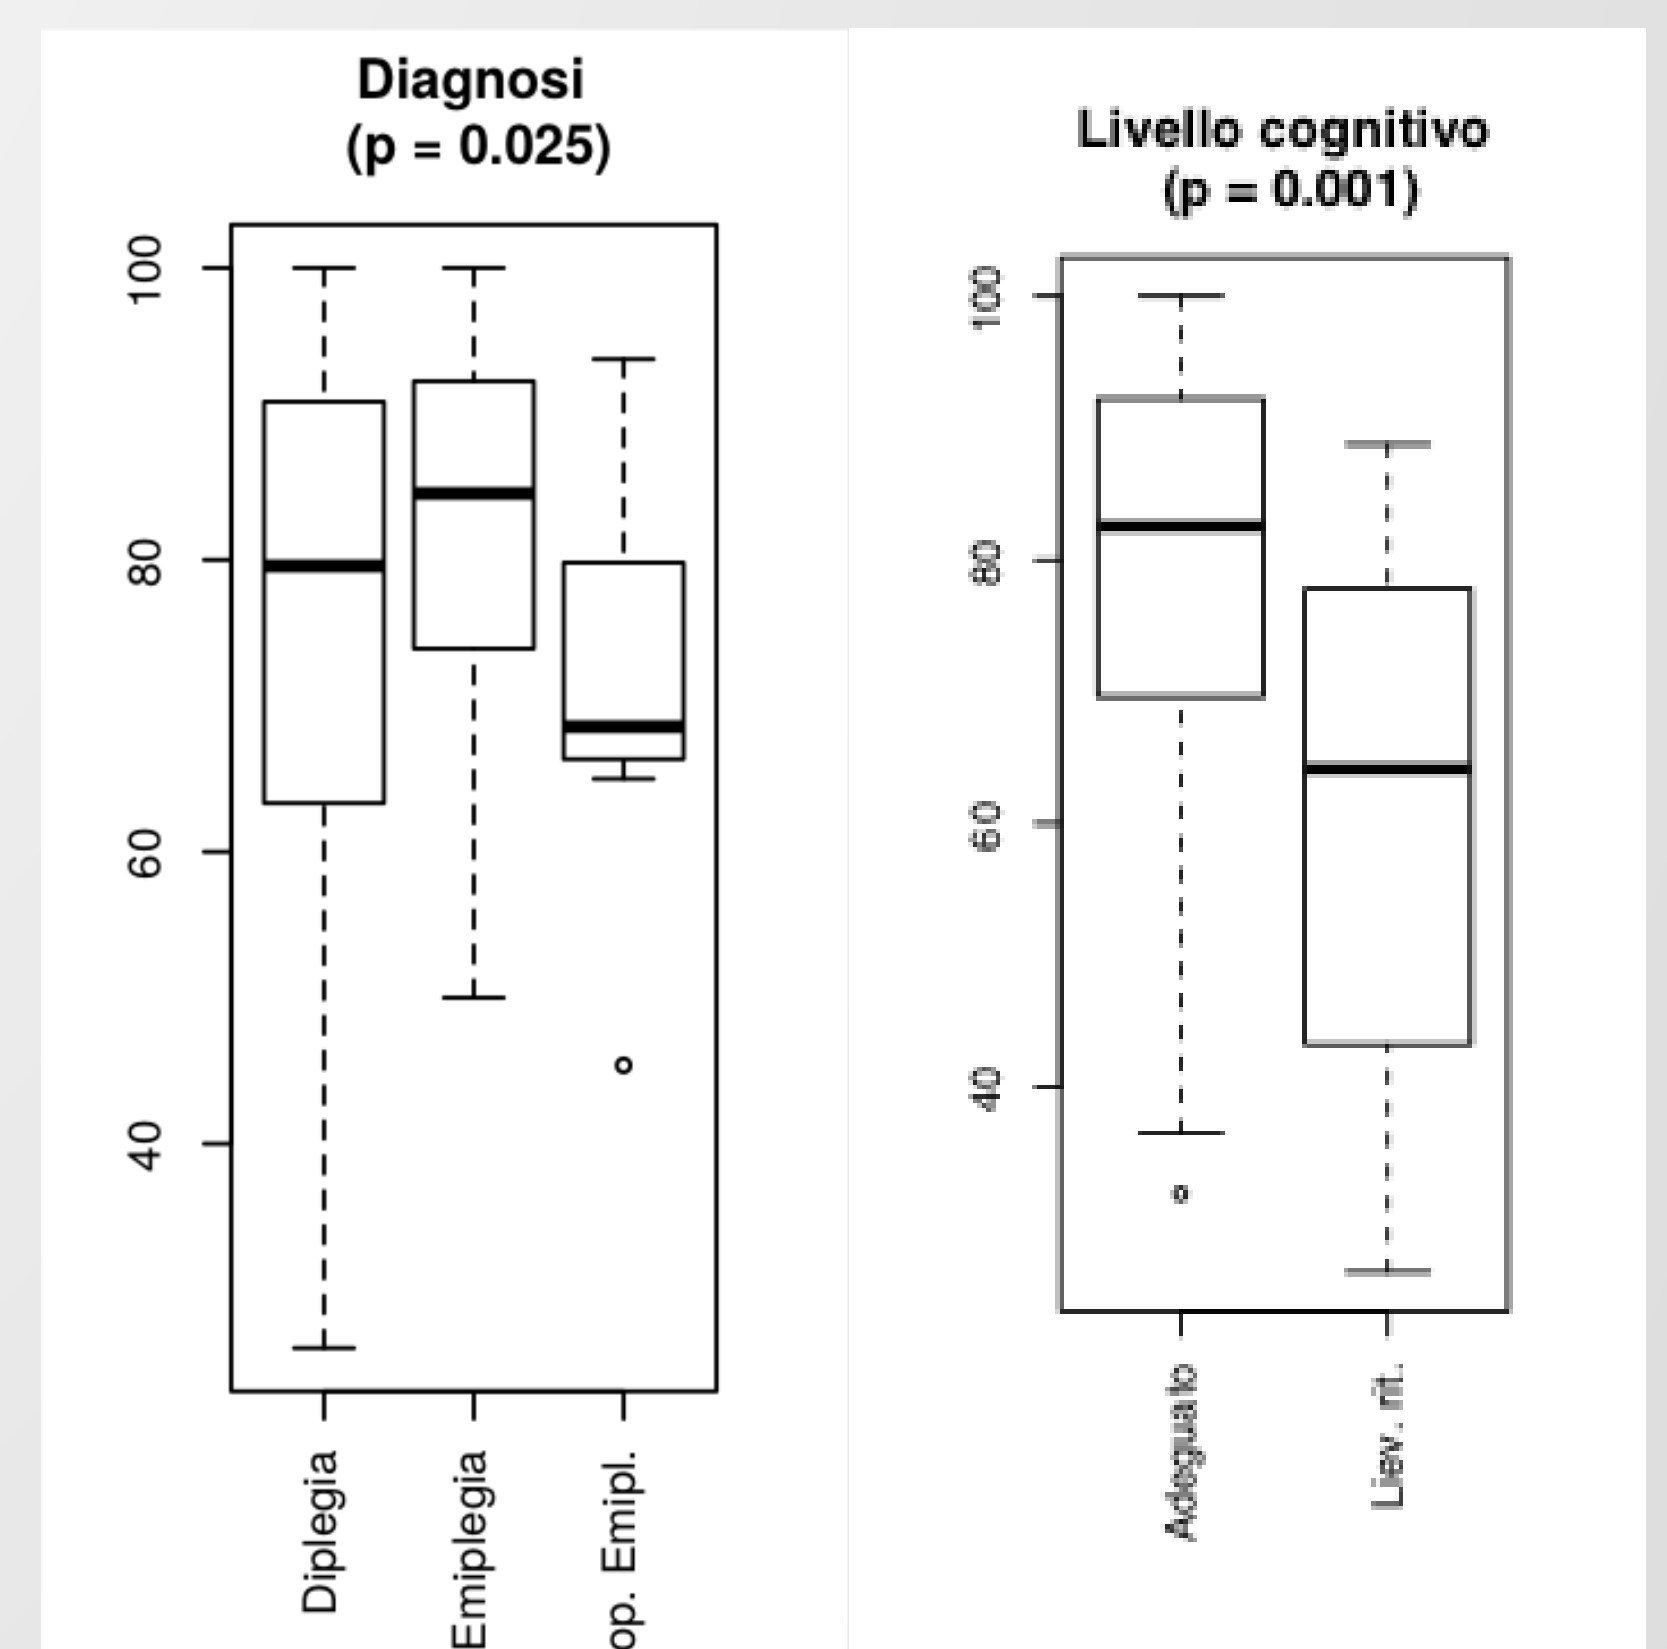 Diagnosi
(p = 0.025)
100
80
60
40
Diplegia
Emiplegia
op. Emipl.
Livello cognitivo
(p = 0.001)
100
80
60
40
Adeguato
Liev. rit.